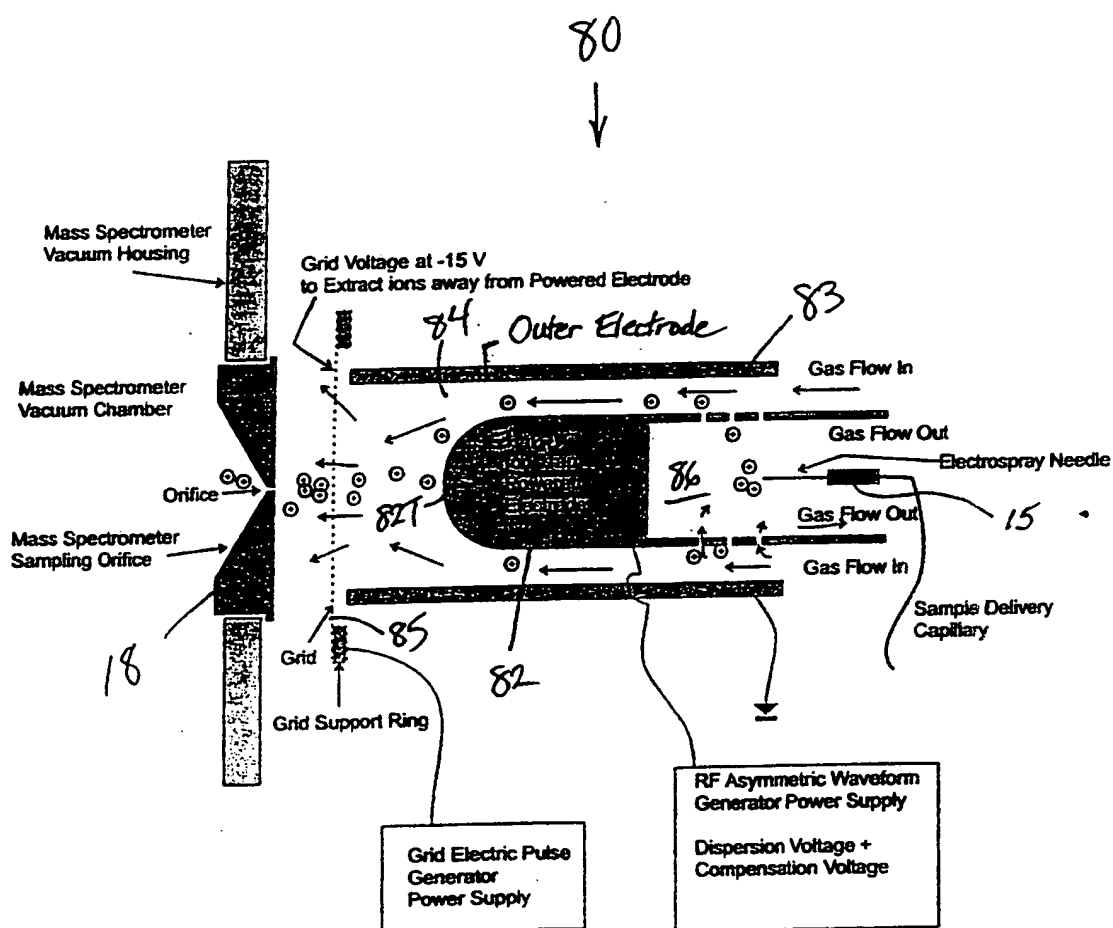 80
Mass Spectrometer
Vacuum Housing
Grid Voltage at -15 V
to Extract ions away from Powered Electrode
84
Outer Electrode
83
Mass Spectrometer
Vacuum Chamber
Gas Flow In
Gas Flow Out
Electrospray Needle
Orifice
82T
Powered
Electrode
86
15
Mass Spectrometer
Sampling Orifice
Gas Flow Out
Gas Flow In
Sample Delivery
Capillary
18
Grid
85
82
Grid Support Ring
RF Asymmetric Waveform
Generator Power Supply
Dispersion Voltage +
Compensation Voltage
Grid Electric Pulse
Generator
Power Supply